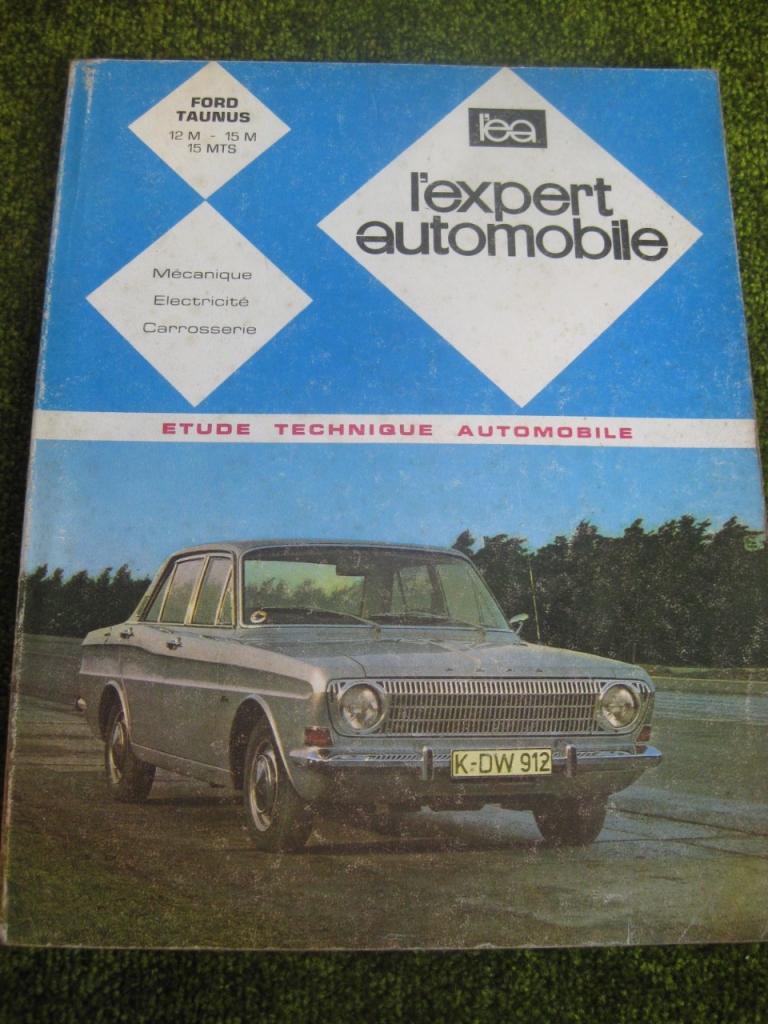 FORD
TAUNUS
12 M - 15 M
15 MTS
l'ea
l'expert
automobile
Mécanique
Electricité
Carrosserie
ETUDE TECHNIQUE AUTOMOBILE
K-DW 912